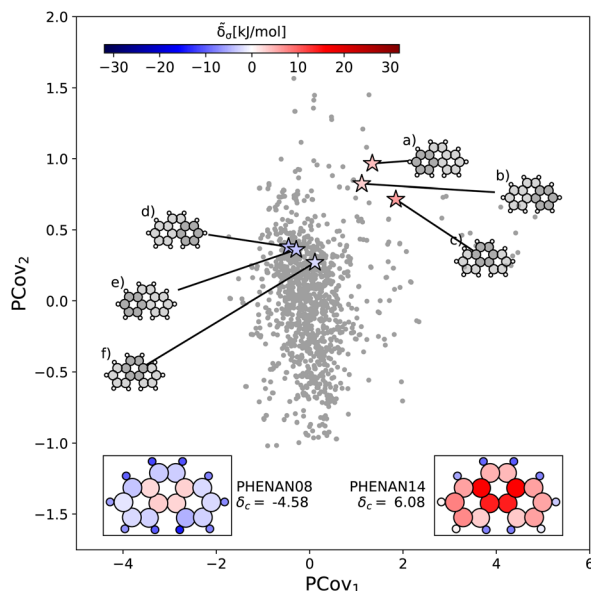 δ̃σ[kJ/mol]
−30 −20 −10 0 10 20 30
2.0
1.5
1.0
0.5
0.0
−0.5
−1.0
−1.5
PCov₂
a)
b)
c)
d)
e)
f)
PHENAN08
δc = -4.58
PHENAN14
δc = 6.08
−4 −2 0 2 4 6
PCov₁